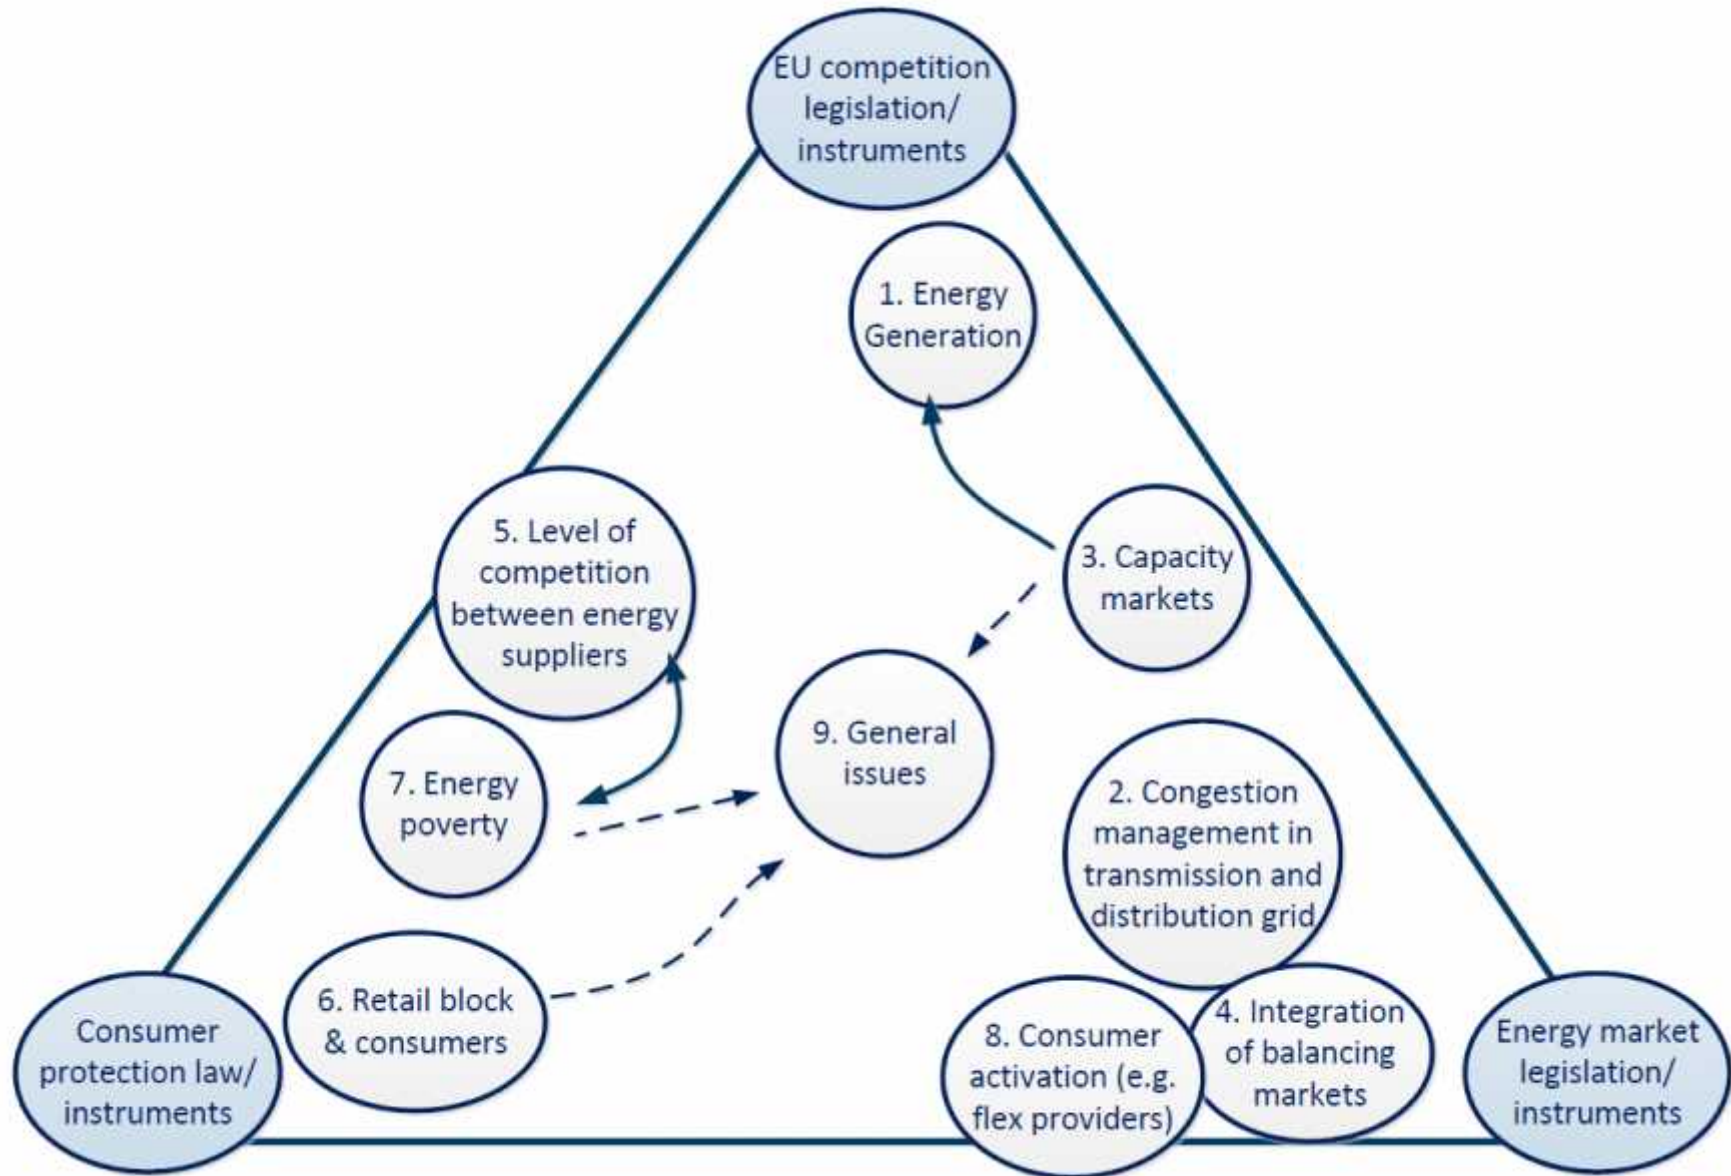 EU competition
legislation/
instruments
1. Energy
Generation
5. Level of
competition
between energy
suppliers
3. Capacity
markets
9. General
issues
7. Energy
poverty
2. Congestion
management in
transmission and
distribution grid
6. Retail block
& consumers
8. Consumer
activation (e.g.
flex providers)
4. Integration
of balancing
markets
Consumer
protection law/
instruments
Energy market
legislation/
instruments